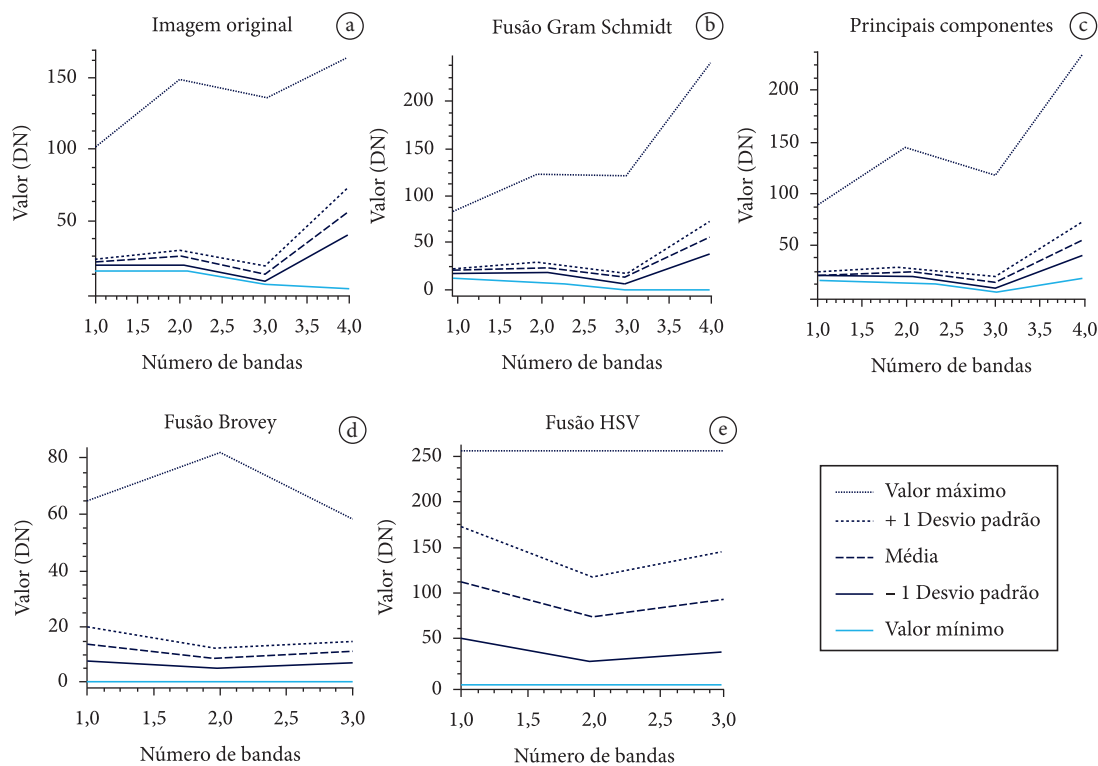 Imagem original
a
Valor (DN)
150
100
50
1,0 1,5 2,0 2,5 3,0 3,5 4,0
Número de bandas
Fusão Gram Schmidt
b
Valor (DN)
200
150
100
50
0
1,0 1,5 2,0 2,5 3,0 3,5 4,0
Número de bandas
Principais componentes
c
Valor (DN)
200
150
100
50
1,0 1,5 2,0 2,5 3,0 3,5 4,0
Número de bandas
Fusão Brovey
d
Valor (DN)
80
60
40
20
0
1,0 1,5 2,0 2,5 3,0
Número de bandas
Fusão HSV
e
Valor (DN)
250
200
150
100
50
0
1,0 1,5 2,0 2,5 3,0
Número de bandas
Valor máximo
+ 1 Desvio padrão
Média
– 1 Desvio padrão
Valor mínimo